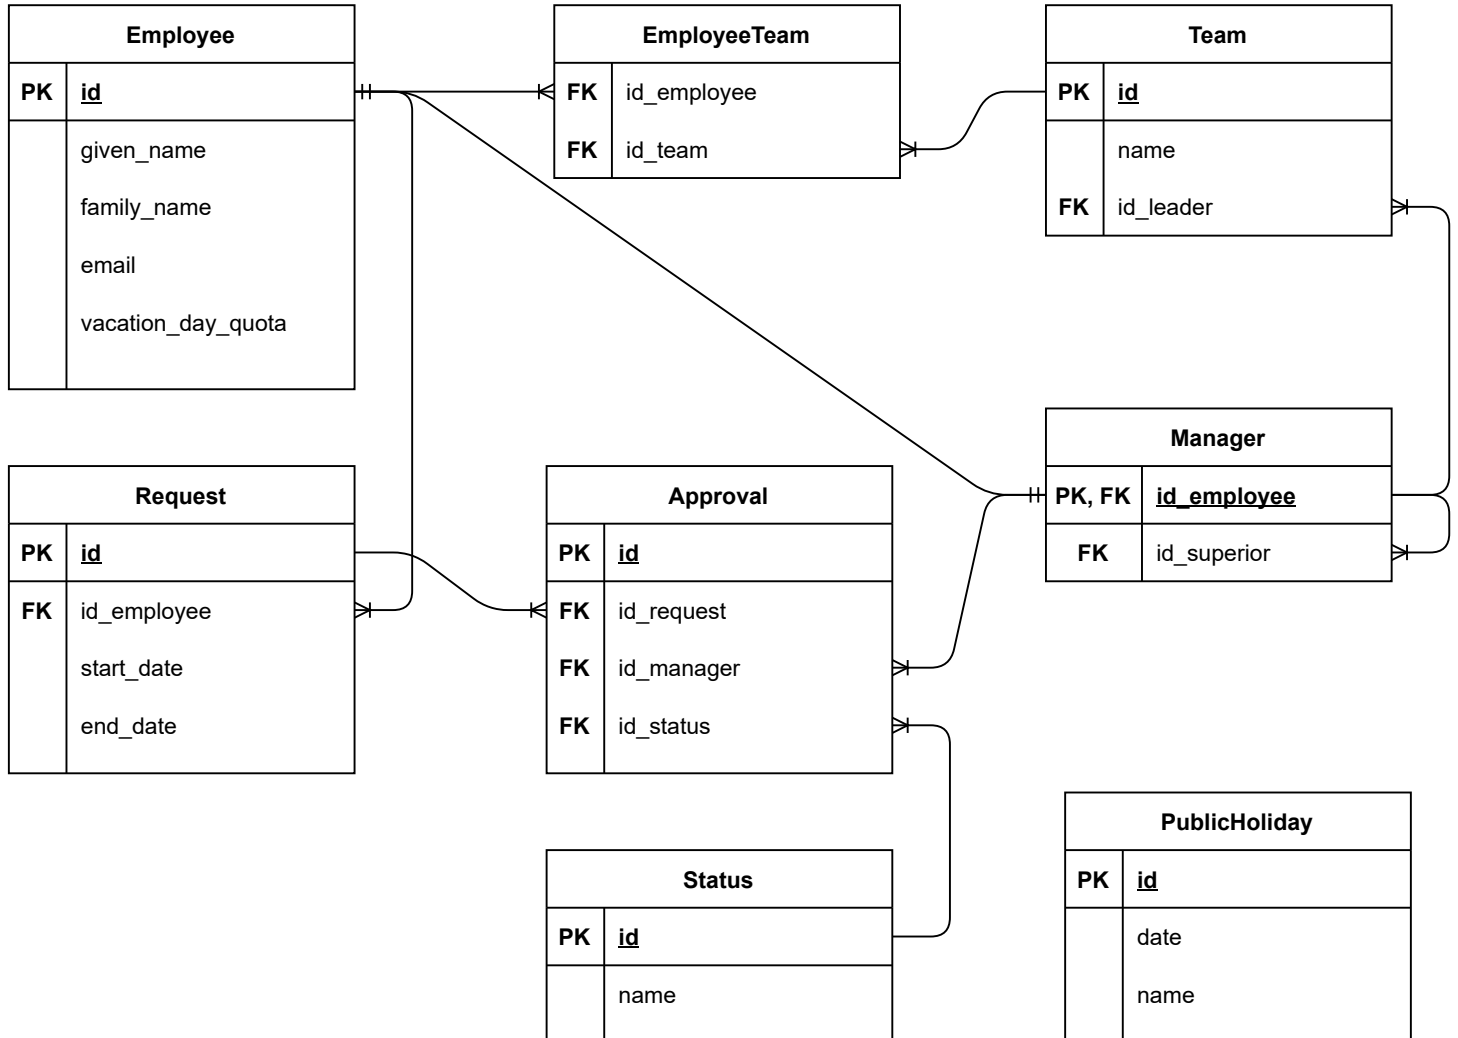 Employee
PK id
given_name
family_name
email
vacation_day_quota
EmployeeTeam
FK id_employee
FK id_team
Team
PK id
name
FK id_leader
Request
PK id
FK id_employee
start_date
end_date
Approval
PK id
FK id_request
FK id_manager
FK id_status
Manager
PK, FK id_employee
FK id_superior
Status
PK id
name
PublicHoliday
PK id
date
name